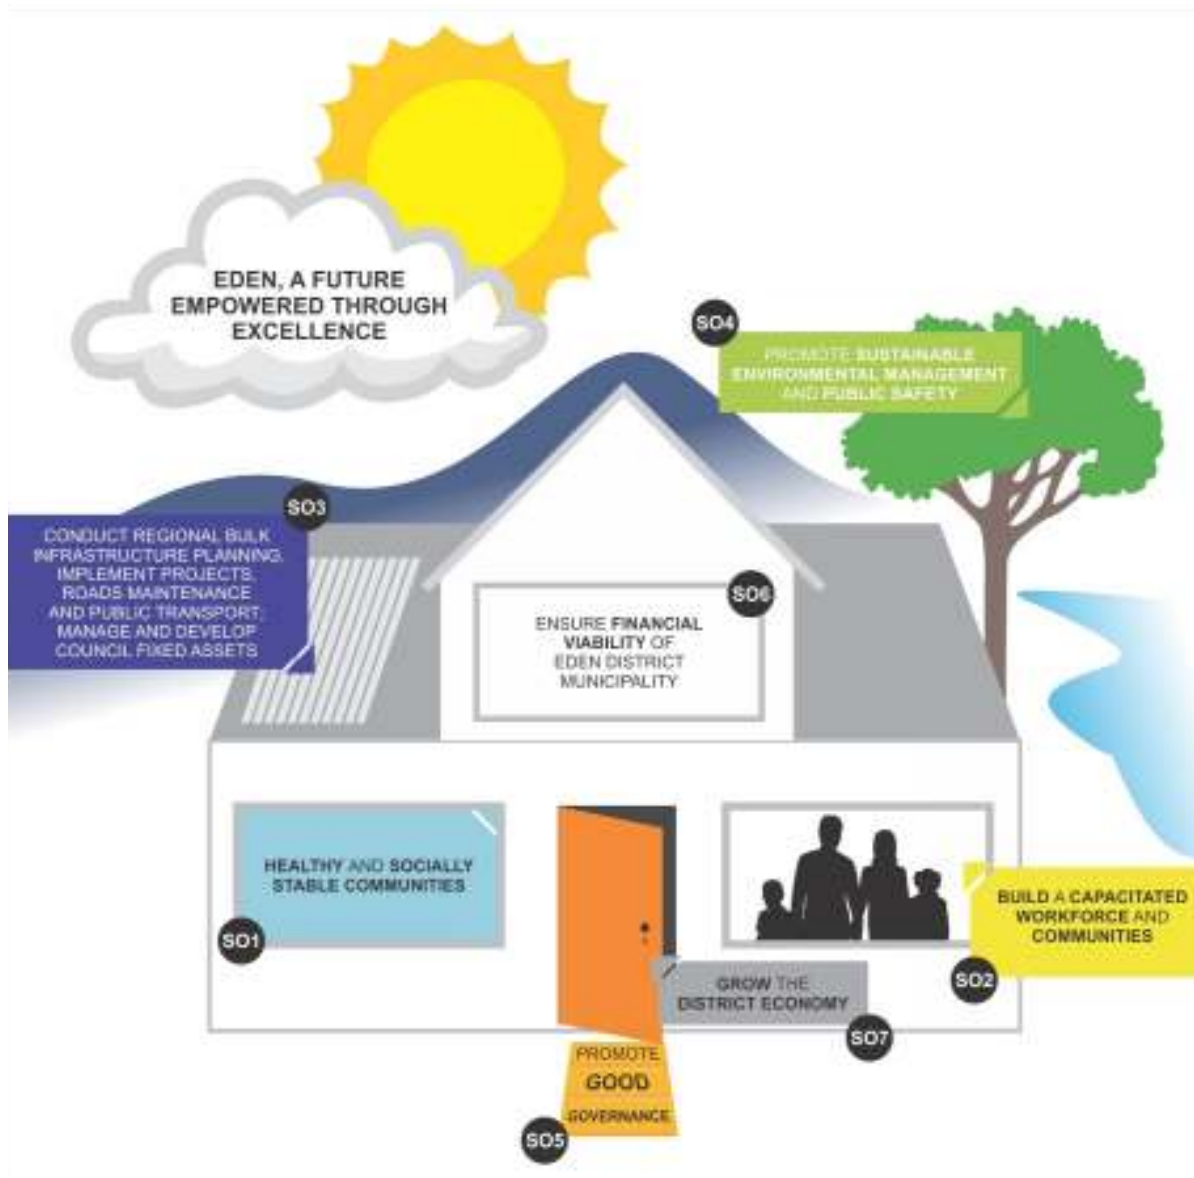 EDEN, A FUTURE
EMPOWERED THROUGH
EXCELLENCE
SO4
PROMOTE SUSTAINABLE
ENVIRONMENTAL MANAGEMENT
AND PUBLIC SAFETY
SO3
CONDUCT REGIONAL BULK
INFRASTRUCTURE PLANNING,
IMPLEMENT PROJECTS,
ROADS MAINTENANCE
AND PUBLIC TRANSPORT;
MANAGE AND DEVELOP
COUNCIL FIXED ASSETS
SO6
ENSURE FINANCIAL
VIABILITY OF
EDEN DISTRICT
MUNICIPALITY
HEALTHY AND SOCIALLY
STABLE COMMUNITIES
SO1
BUILD A CAPACITATED
WORKFORCE AND
COMMUNITIES
SO2
GROW THE
DISTRICT ECONOMY
SO7
PROMOTE
GOOD
GOVERNANCE
SO5